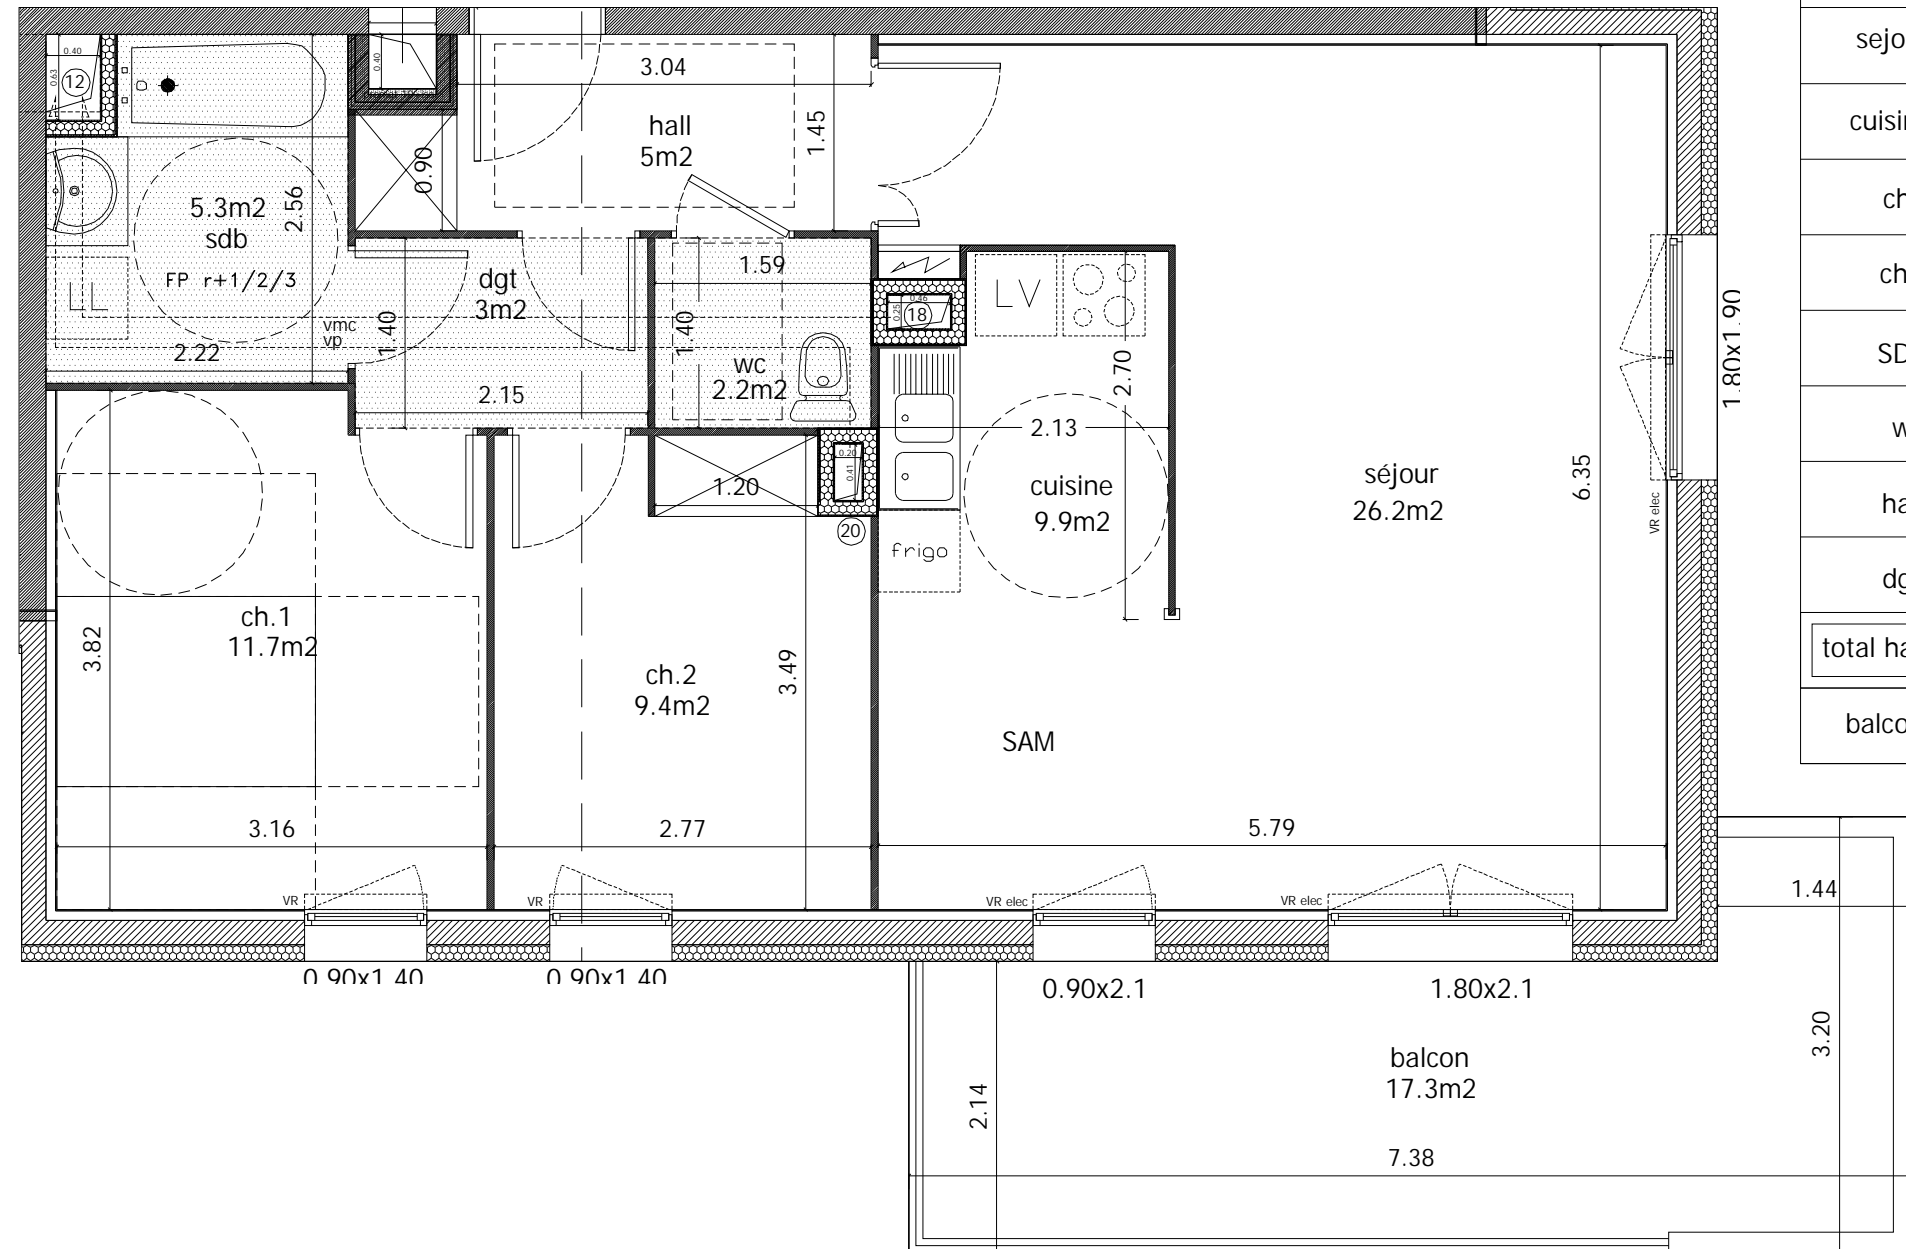 0.40
0.63
12
0.40
3.04
hall
5m2
1.45
0.90
5.3m2
sdb
2.56
FP r+1/2/3
LL
2.22
vmc
vp
1.40
dgt
3m2
2.15
1.59
1.40
wc
2.2m2
0.46
0.25
18
LV
2.70
2.13
cuisine
9.9m2
frigo
séjour
26.2m2
6.35
VR elec
1.80x1.90
0.20
0.41
20
1.20
ch.1
11.7m2
3.82
ch.2
9.4m2
3.49
SAM
3.16
2.77
5.79
VR
VR
VR elec
VR elec
0.90x1.40
0.90x1.40
0.90x2.1
1.80x2.1
balcon
17.3m2
2.14
7.38
1.44
3.20
sejo
cuisi
ch
ch
SD
w
ha
dg
total ha
balco